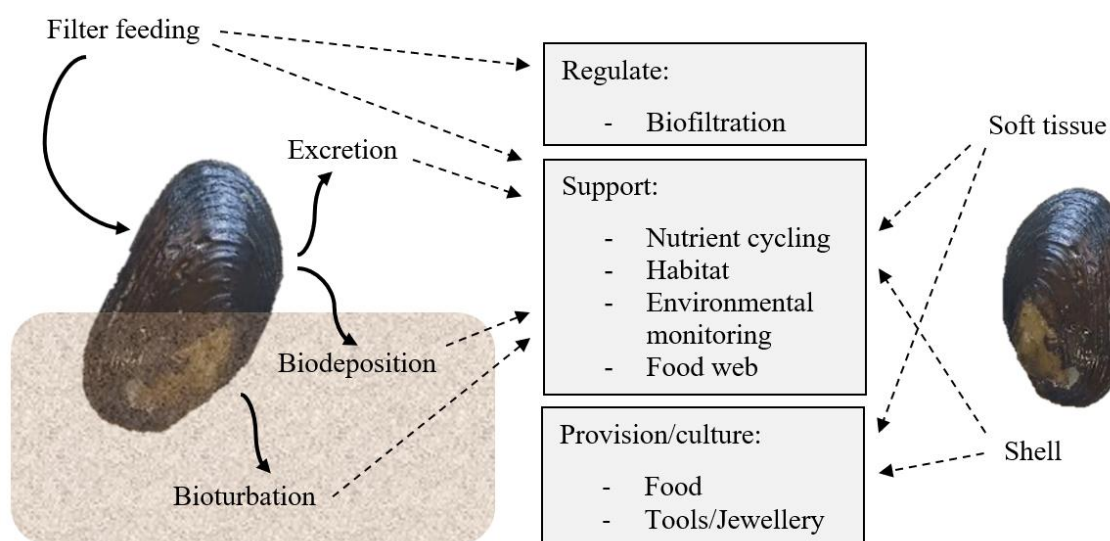 Filter feeding
Excretion
Biodeposition
Bioturbation
Regulate:
- Biofiltration
Support:
- Nutrient cycling
- Habitat
- Environmental
monitoring
- Food web
Provision/culture:
- Food
- Tools/Jewellery
Soft tissue
Shell